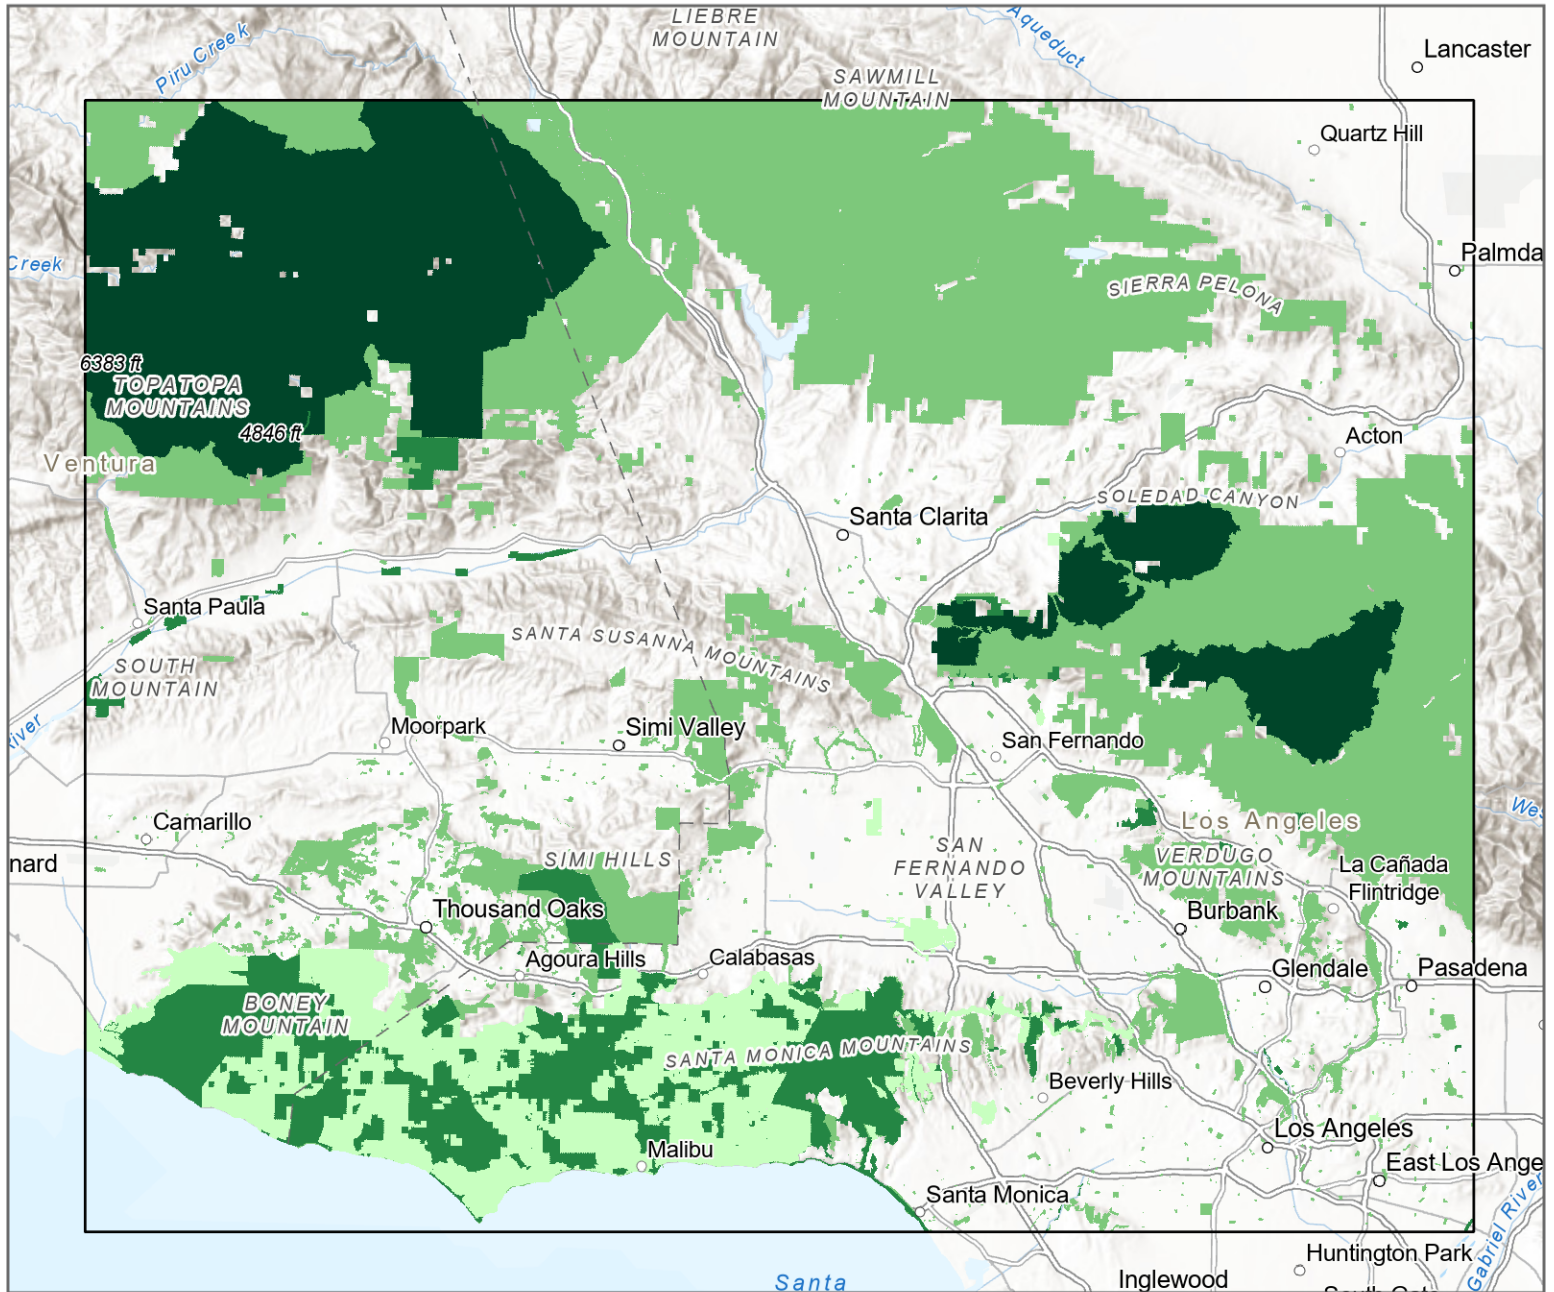 LIEBRE
MOUNTAIN
Aqueduct
Piru Creek
Lancaster
SAWMILL
MOUNTAIN
Quartz Hill
Creek
Palmda
SIERRA PELONA
6383 ft
TOPATOPA
MOUNTAINS
4846 ft
Acton
Ventura
SOLEDAD CANYON
Santa Clarita
Santa Paula
SANTA SUSANNA MOUNTAINS
SOUTH
MOUNTAIN
River
Moorpark
Simi Valley
San Fernando
Camarillo
Wes
Los Angeles
nard
SIMI HILLS
SAN
FERNANDO
VALLEY
VERDUGO
MOUNTAINS
La Cañada
Flintridge
Thousand Oaks
Burbank
Agoura Hills
Calabasas
Glendale
Pasadena
BONEY
MOUNTAIN
SANTA MONICA MOUNTAINS
Beverly Hills
Malibu
Los Angeles
East Los Ange
Santa Monica
Gabriel River
Huntington Park
Santa
Inglewood
South Gate